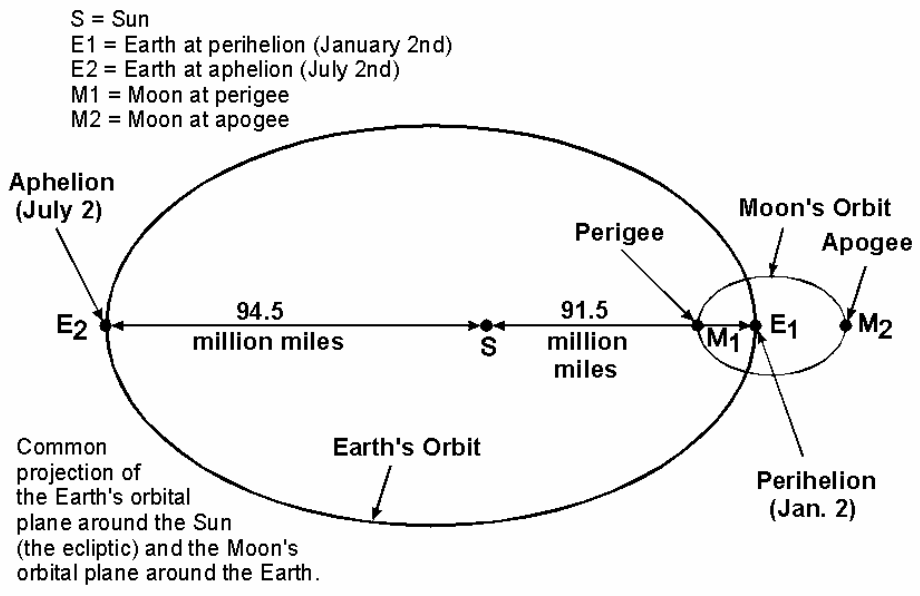 S = Sun
E1 = Earth at perihelion (January 2nd)
E2 = Earth at aphelion (July 2nd)
M1 = Moon at perigee
M2 = Moon at apogee
Aphelion
(July 2)
Moon's Orbit
Perigee
Apogee
94.5
million miles
91.5
million
miles
E2
S
M1
E1
M2
Earth's Orbit
Perihelion
(Jan. 2)
Common
projection of
the Earth's orbital
plane around the Sun
(the ecliptic) and the Moon's
orbital plane around the Earth.